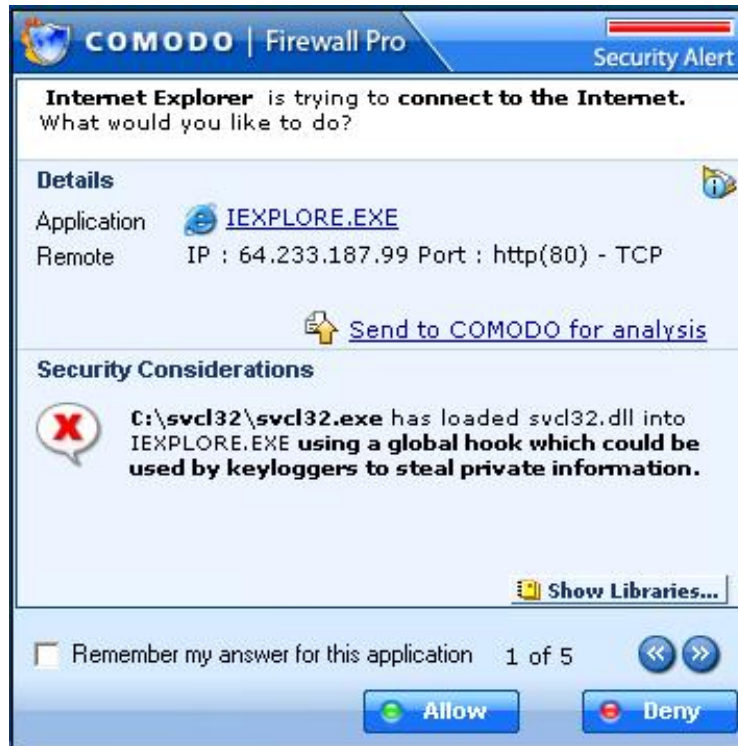 COMODO | Firewall Pro
Security Alert
Internet Explorer is trying to connect to the Internet.
What would you like to do?
Details
Application IEXPLORE.EXE
Remote IP : 64.233.187.99 Port : http(80) - TCP
Send to COMODO for analysis
Security Considerations
C:\svcl32\svcl32.exe has loaded svcl32.dll into
IEXPLORE.EXE using a global hook which could be
used by keyloggers to steal private information.
Show Libraries...
Remember my answer for this application 1 of 5
Allow Deny